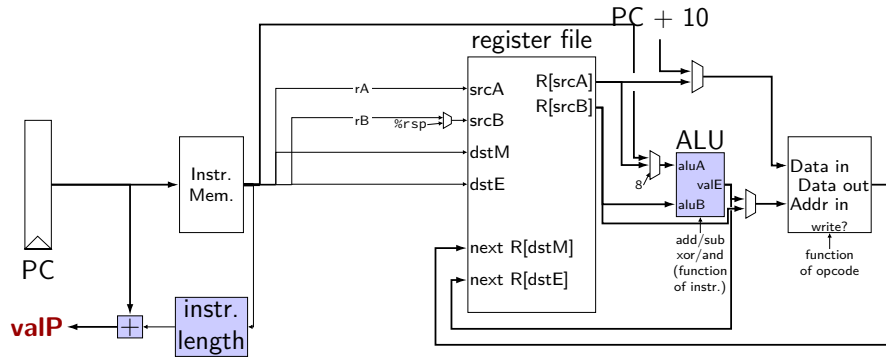 PC + 10
register file
R[srcA]
rA
srcA
R[srcB]
rB
%rsp
srcB
ALU
Instr.
Mem.
dstM
aluA
Data in
8
valE
Data out
dstE
aluB
Addr in
write?
PC
next R[dstM]
add/sub
xor/and
(function
of instr.)
function
of opcode
next R[dstE]
valP
+
instr.
length